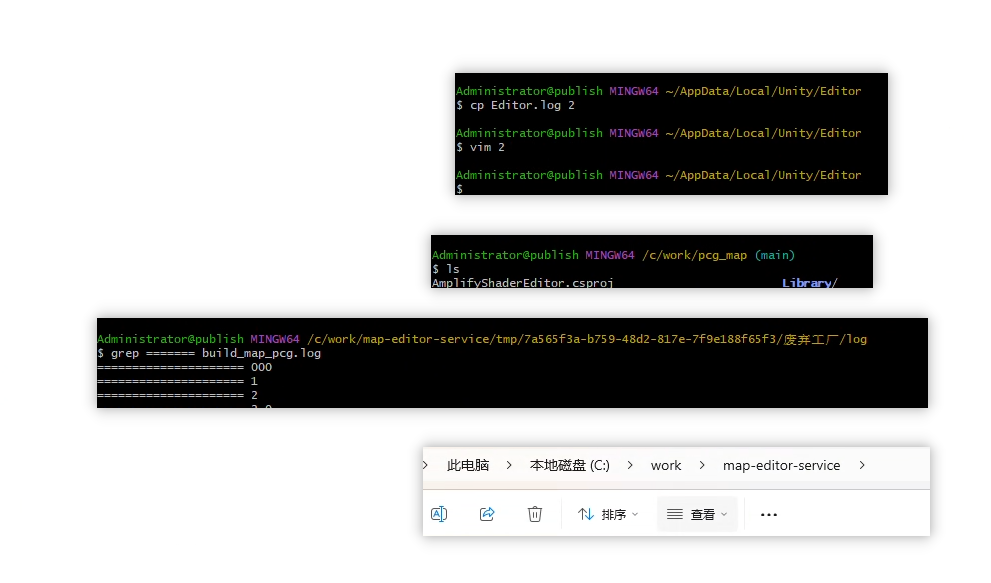 Administrator@publish MINGW64 ~/AppData/Local/Unity/Editor
$ cp Editor.log 2
Administrator@publish MINGW64 ~/AppData/Local/Unity/Editor
$ vim 2
Administrator@publish MINGW64 ~/AppData/Local/Unity/Editor
$
Administrator@publish MINGW64 /c/work/pcg_map (main)
$ ls
AmplifyShaderEditor.csproj Library/
Administrator@publish MINGW64 /c/work/map-editor-service/tmp/7a565f3a-b759-48d2-817e-7f9e188f65f3/废弃工厂/log
$ grep ======= build_map_pcg.log
===================== 000
===================== 1
===================== 2
此电脑 > 本地磁盘 (C:) > work > map-editor-service >
排序 查看